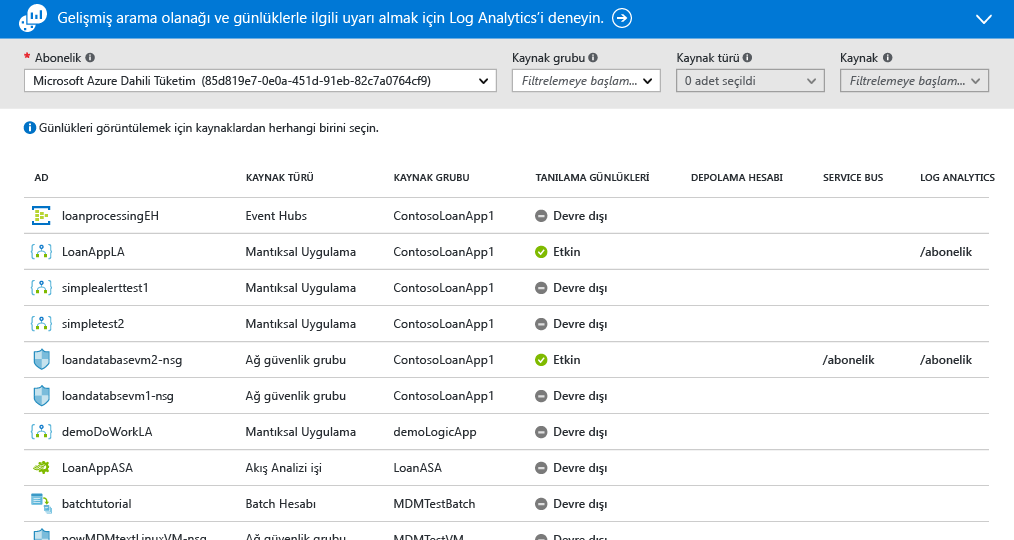 Gelişmiş arama olanağı ve günlüklerle ilgili uyarı almak için Log Analytics'i deneyin.
* Abonelik Kaynak grubu Kaynak türü Kaynak
Microsoft Azure Dahili Tüketim (85d819e7-0e0a-451d-91eb-82c7a0764cf9) Filtrelemeye başlam... 0 adet seçildi Filtrelemeye başlam...
Günlükleri görüntülemek için kaynaklardan herhangi birini seçin.
AD KAYNAK TÜRÜ KAYNAK GRUBU TANILAMA GÜNLÜKLERİ DEPOLAMA HESABI SERVICE BUS LOG ANALYTICS
loanprocessingEH Event Hubs ContosoLoanApp1 Devre dışı
LoanAppLA Mantıksal Uygulama ContosoLoanApp1 Etkin /abonelik
simplealerttest1 Mantıksal Uygulama ContosoLoanApp1 Devre dışı
simpletest2 Mantıksal Uygulama ContosoLoanApp1 Devre dışı
loandatabasevm2-nsg Ağ güvenlik grubu ContosoLoanApp1 Etkin /abonelik /abonelik
loandatabsevm1-nsg Ağ güvenlik grubu ContosoLoanApp1 Devre dışı
demoDoWorkLA Mantıksal Uygulama demoLogicApp Devre dışı
LoanAppASA Akış Analizi işi LoanASA Devre dışı
batchtutorial Batch Hesabı MDMTestBatch Devre dışı
nowMDMtextLinuxVM-nsg Ağ güvenlik grubu MDMTestVM Devre dışı